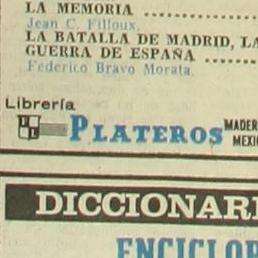 LA MEMORIA ..........
Jean C. Filloux.
LA BATALLA DE MADRID, LA
GUERRA DE ESPAÑA ......
Federico Bravo Morata.
Librería
PLATEROS
MADER
MEXI
DICCIONARI
ENCICLOP